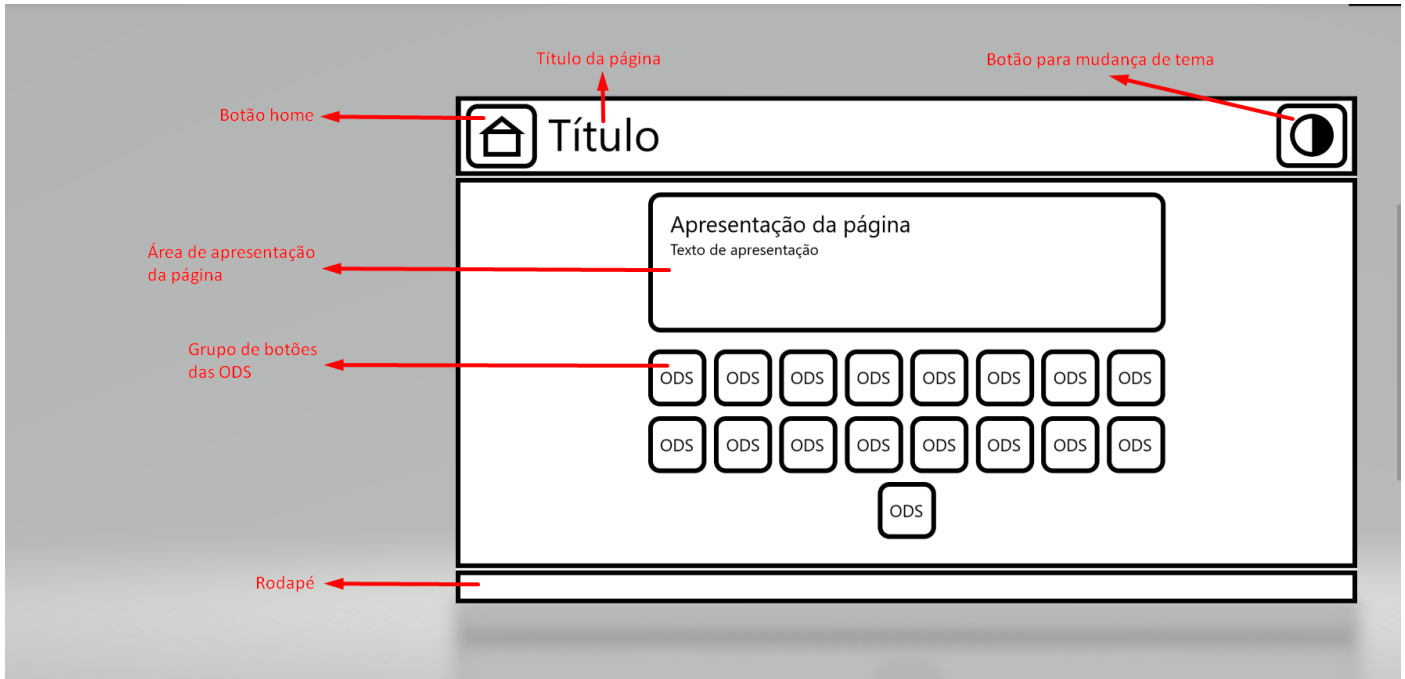 Título da página
Botão para mudança de tema
Botão home
Título
Apresentação da página
Texto de apresentação
Área de apresentação
da página
Grupo de botões
das ODS
ODS ODS ODS ODS ODS ODS ODS ODS
ODS ODS ODS ODS ODS ODS ODS ODS
ODS
Rodapé